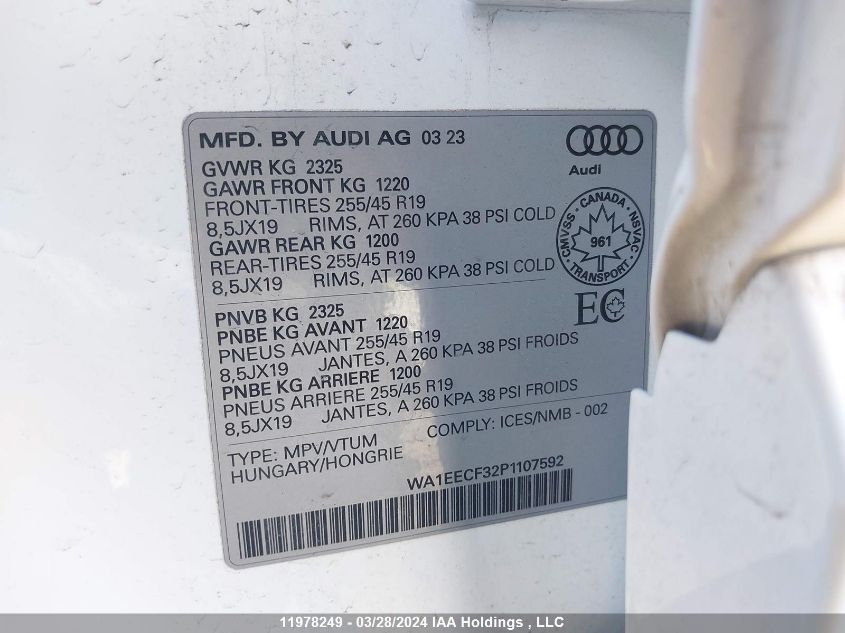 MFD. BY AUDI AG 03 23
Audi
GVWR KG 2325
GAWR FRONT KG 1220
FRONT-TIRES 255/45 R19
8,5JX19 RIMS, AT 260 KPA 38 PSI COLD
GAWR REAR KG 1200
REAR-TIRES 255/45 R19
8,5JX19 RIMS, AT 260 KPA 38 PSI COLD
CMVSS - CANADA - NSVAC
961
TRANSPORT
EC
PNVB KG 2325
PNBE KG AVANT 1220
PNEUS AVANT 255/45 R19
8,5JX19 JANTES, A 260 KPA 38 PSI FROIDS
PNBE KG ARRIERE 1200
PNEUS ARRIERE 255/45 R19
8,5JX19 JANTES, A 260 KPA 38 PSI FROIDS
TYPE: MPV/VTUM COMPLY: ICES/NMB - 002
HUNGARY/HONGRIE
WA1EECF32P1107592
11978249 - 03/28/2024 IAA Holdings , LLC